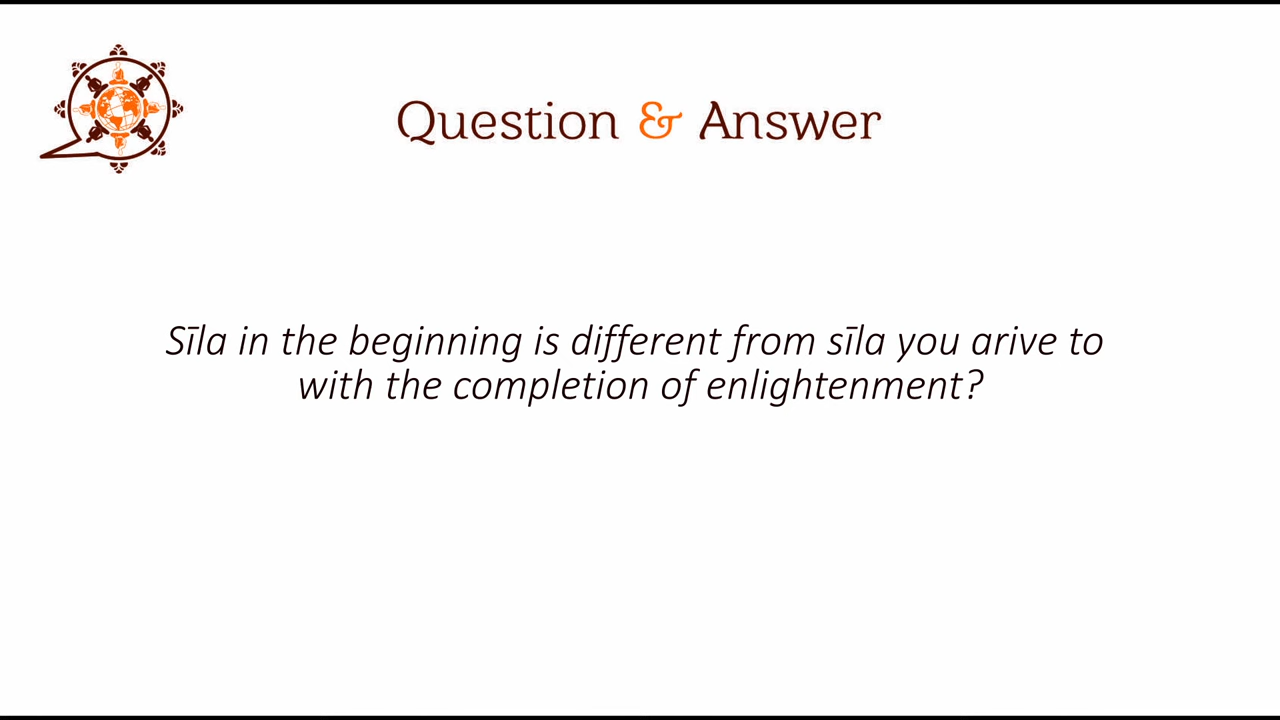 Question & Answer
Sīla in the beginning is different from sīla you arive to
with the completion of enlightenment?